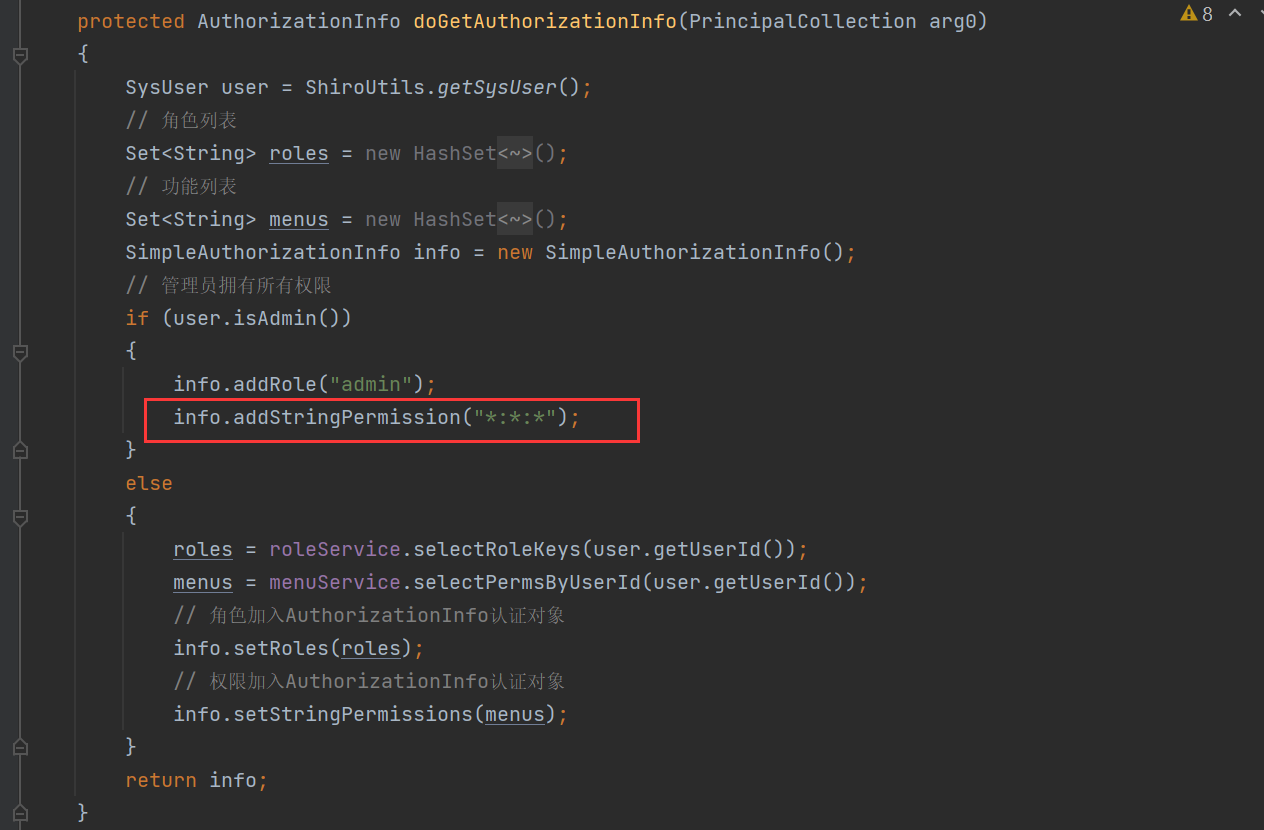 protected AuthorizationInfo doGetAuthorizationInfo(PrincipalCollection arg0)
8
{
SysUser user = ShiroUtils.getSysUser();
// 角色列表
Set<String> roles = new HashSet<~>();
// 功能列表
Set<String> menus = new HashSet<~>();
SimpleAuthorizationInfo info = new SimpleAuthorizationInfo();
// 管理员拥有所有权限
if (user.isAdmin())
{
info.addRole("admin");
info.addStringPermission("*:*:*");
}
else
{
roles = roleService.selectRoleKeys(user.getUserId());
menus = menuService.selectPermsByUserId(user.getUserId());
// 角色加入AuthorizationInfo认证对象
info.setRoles(roles);
// 权限加入AuthorizationInfo认证对象
info.setStringPermissions(menus);
}
return info;
}